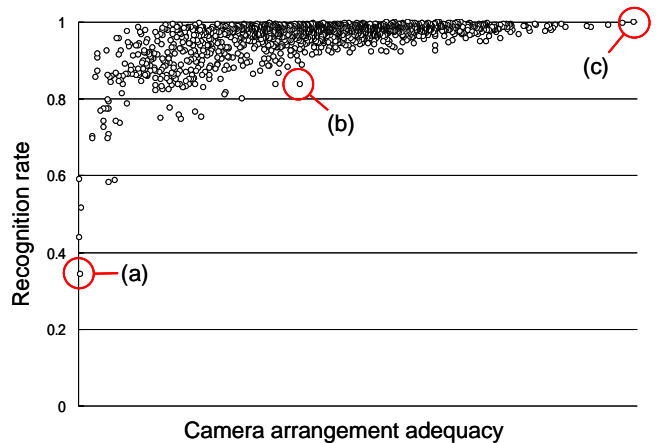 1
(c)
0.8
(b)
0.6
Recognition rate
0.4
(a)
0.2
0
Camera arrangement adequacy